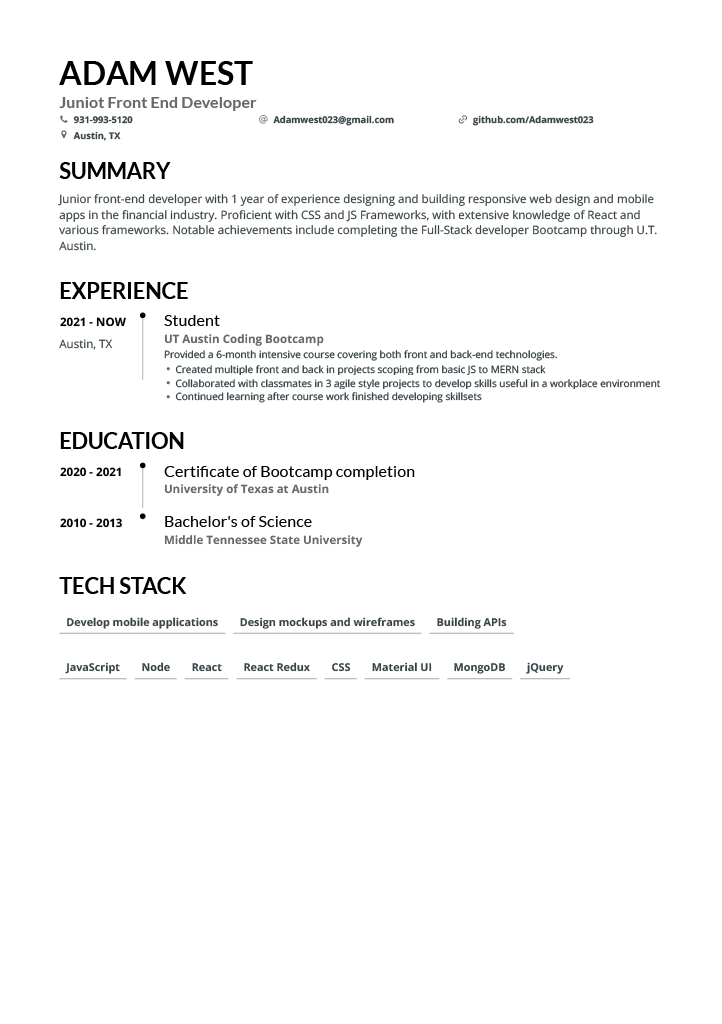 ADAM WEST
Juniot Front End Developer
931-993-5120 Adamwest023@gmail.com github.com/Adamwest023
Austin, TX
SUMMARY
Junior front-end developer with 1 year of experience designing and building responsive web design and mobile
apps in the financial industry. Proficient with CSS and JS Frameworks, with extensive knowledge of React and
various frameworks. Notable achievements include completing the Full-Stack developer Bootcamp through U.T.
Austin.
EXPERIENCE
2021 - NOW Student
Austin, TX UT Austin Coding Bootcamp
Provided a 6-month intensive course covering both front and back-end technologies.
• Created multiple front and back in projects scoping from basic JS to MERN stack
• Collaborated with classmates in 3 agile style projects to develop skills useful in a workplace environment
• Continued learning after course work finished developing skillsets
EDUCATION
2020 - 2021 Certificate of Bootcamp completion
University of Texas at Austin
2010 - 2013 Bachelor's of Science
Middle Tennessee State University
TECH STACK
Develop mobile applications Design mockups and wireframes Building APIs
JavaScript Node React React Redux CSS Material UI MongoDB jQuery